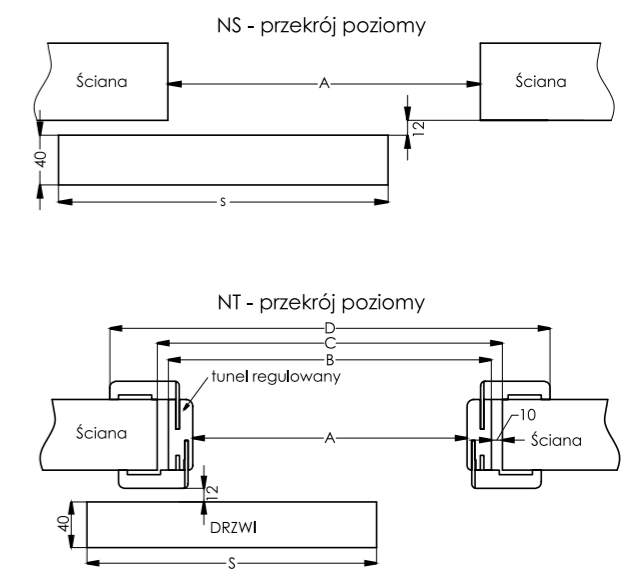 NS - przekrój poziomy
Ściana
A
Ściana
12
40
S
NT - przekrój poziomy
D
C
B
tunel regulowany
10
Ściana
A
Ściana
12
40
DRZWI
S